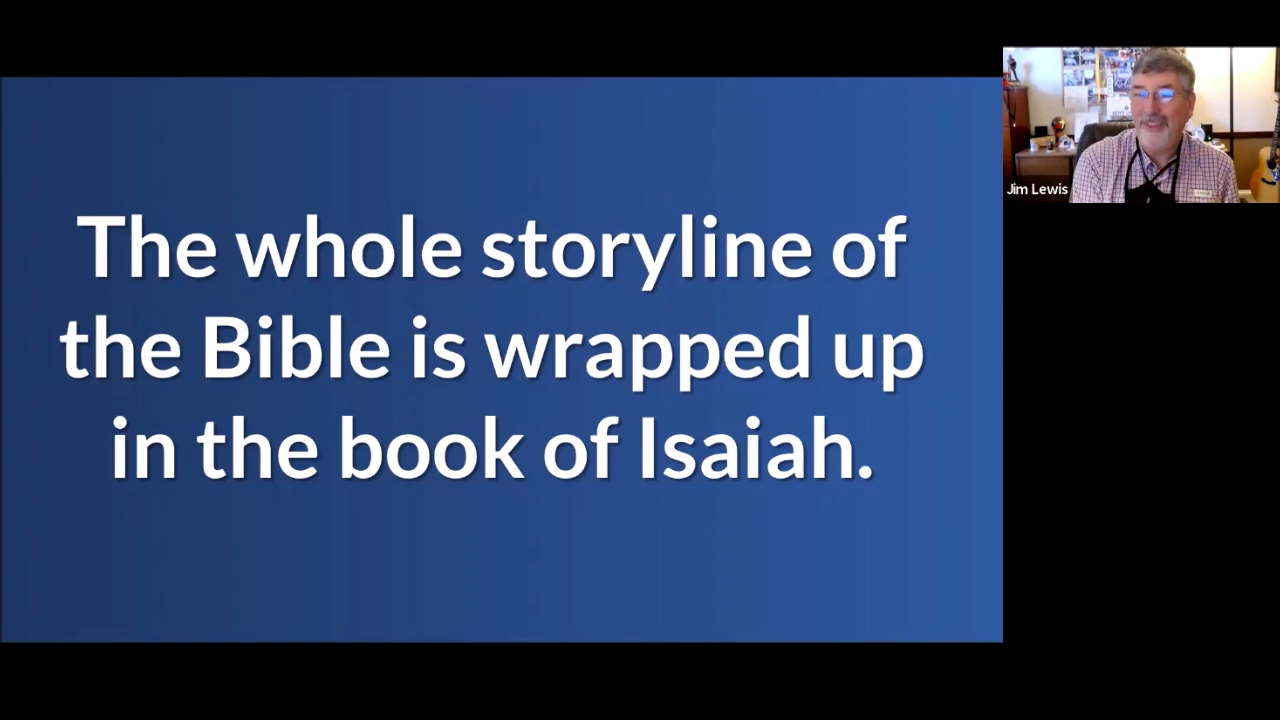 The whole storyline of
the Bible is wrapped up
in the book of Isaiah.
Jim Lewis